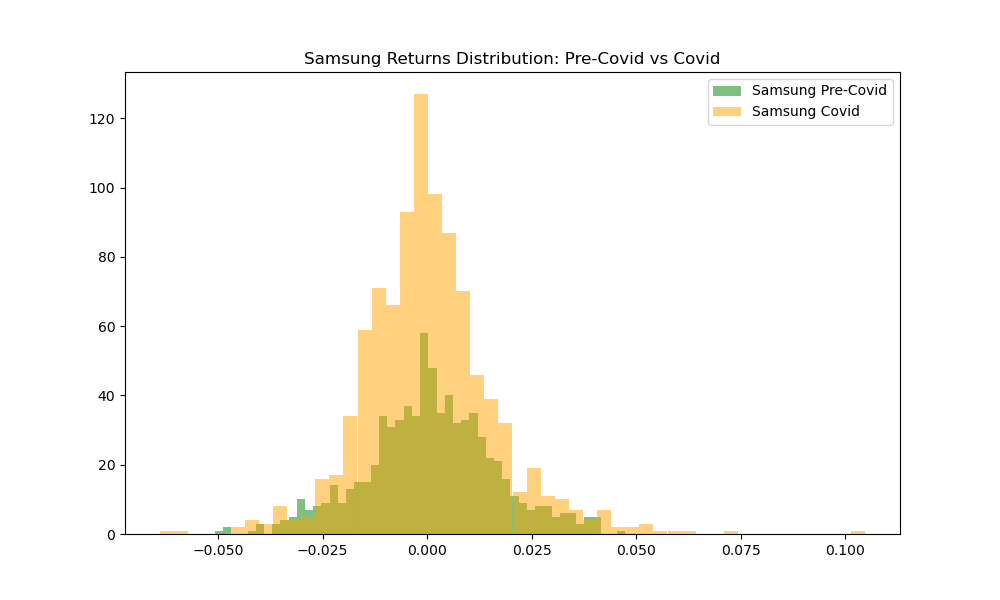 Samsung Returns Distribution: Pre-Covid vs Covid
Samsung Pre-Covid
Samsung Covid
120
100
80
60
40
20
0
−0.050 −0.025 0.000 0.025 0.050 0.075 0.100